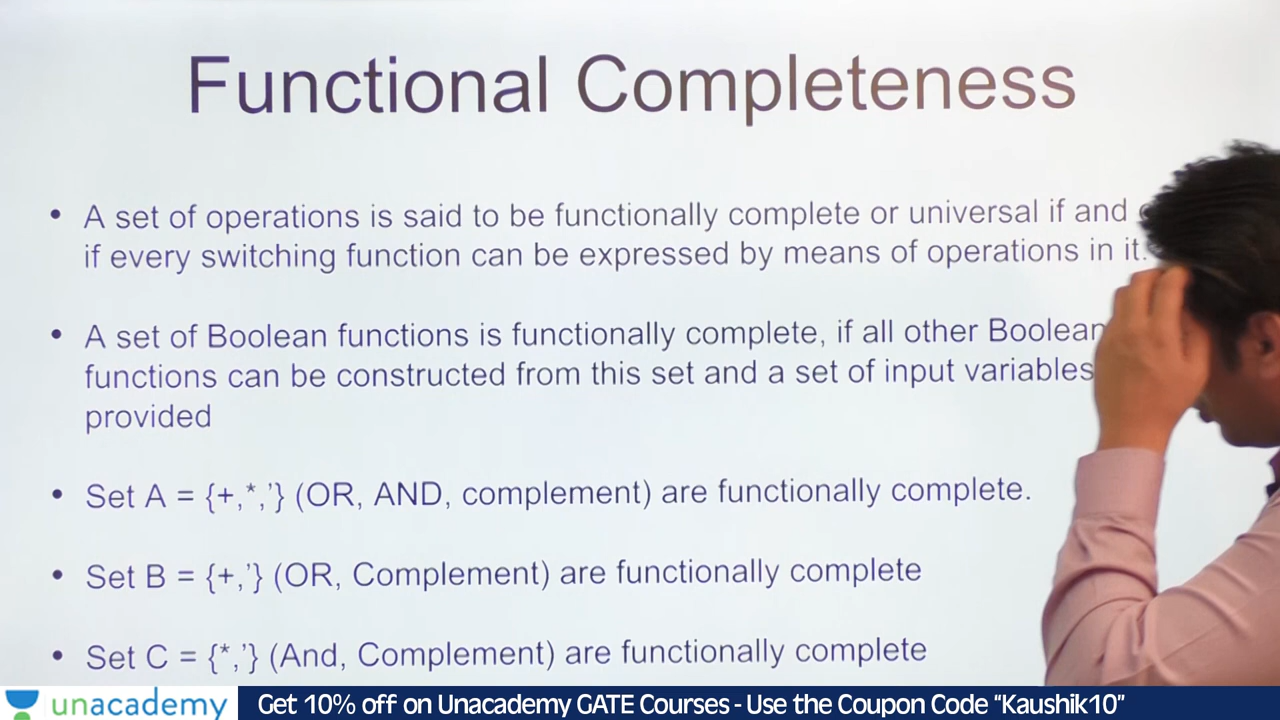 Functional Completeness
• A set of operations is said to be functionally complete or universal if and
if every switching function can be expressed by means of operations in it.
• A set of Boolean functions is functionally complete, if all other Boolean
functions can be constructed from this set and a set of input variables
provided
• Set A = {+,*,’} (OR, AND, complement) are functionally complete.
• Set B = {+,’} (OR, Complement) are functionally complete
• Set C = {*,’} (And, Complement) are functionally complete
unacademy
Get 10% off on Unacademy GATE Courses - Use the Coupon Code “Kaushik10”